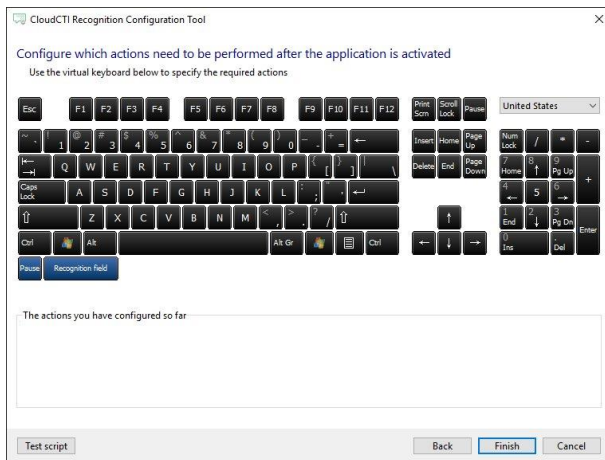 CloudCTI Recognition Configuration Tool
Configure which actions need to be performed after the application is activated
Use the virtual keyboard below to specify the required actions
Esc F1 F2 F3 F4 F5 F6 F7 F8 F9 F10 F11 F12 Print Scrn Scroll Lock Pause United States
! 1 @ 2 # 3 $ 4 % 5 ^ 6 & 7 * 8 ( 9 ) 0 _ - + = ← Insert Home Page Up Num Lock / * -
Q W E R T Y U I O P { [ } ] | \ Delete End Page Down 7 Home 8 ↑ 9 Pg Up +
Caps Lock A S D F G H J K L : ; " ' 4 ← 5 6 →
⇧ Z X C V B N M < , > . ? / ⇧ ↑ 1 End 2 ↓ 3 Pg Dn Enter
Ctrl Alt Alt Gr Ctrl ← ↓ → 0 Ins . Del
Pause Recognition field
The actions you have configured so far
Test script Back Finish Cancel